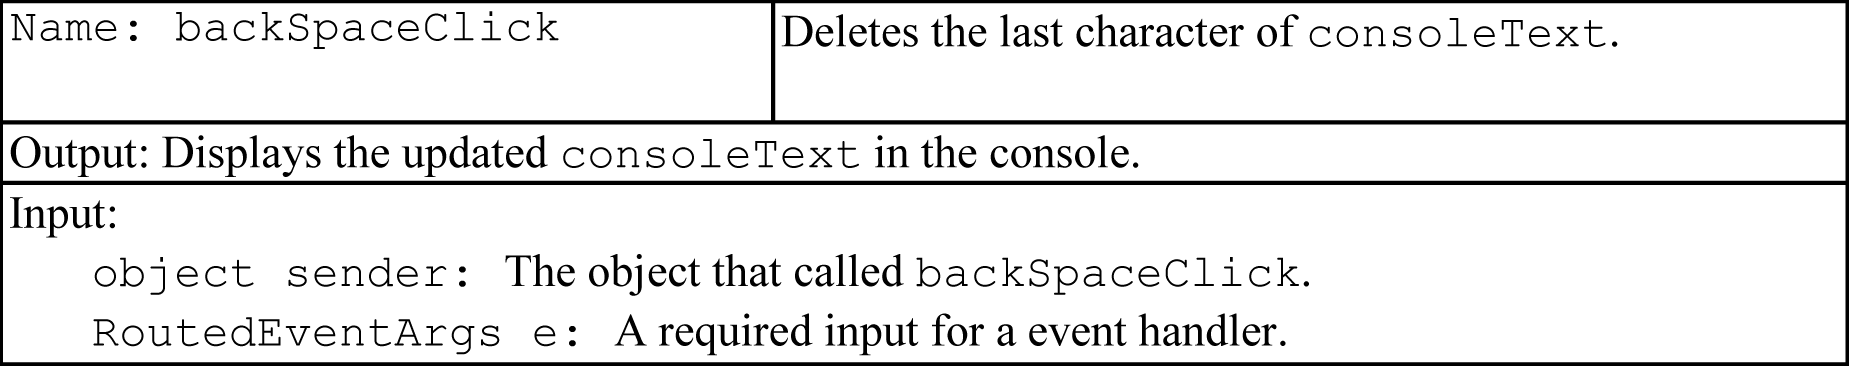 Name: backSpaceClick
Deletes the last character of consoleText.
Output: Displays the updated consoleText in the console.
Input:
object sender: The object that called backSpaceClick.
RoutedEventArgs e: A required input for a event handler.